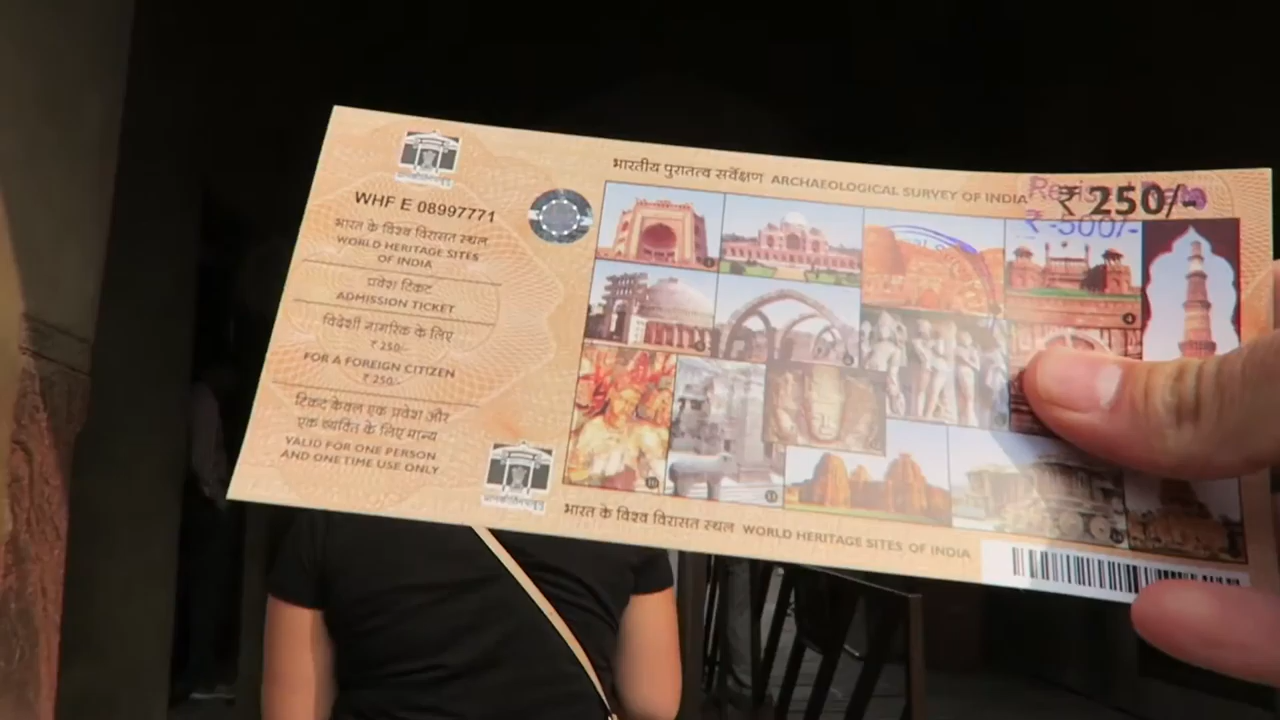 WHF E 08997771
भारत के विश्व विरासत स्थल
WORLD HERITAGE SITES
OF INDIA
प्रवेश टिकट
ADMISSION TICKET
विदेशी नागरिक के लिए
₹ 250/-
FOR A FOREIGN CITIZEN
₹ 250/-
टिकट केवल एक प्रवेश और
एक व्यक्ति के लिए मान्य
VALID FOR ONE PERSON
AND ONE TIME USE ONLY
भारतीय पुरातत्व सर्वेक्षण ARCHAEOLOGICAL SURVEY OF INDIA
₹ 250/-
₹ -500/-
भारत के विश्व विरासत स्थल WORLD HERITAGE SITES OF INDIA